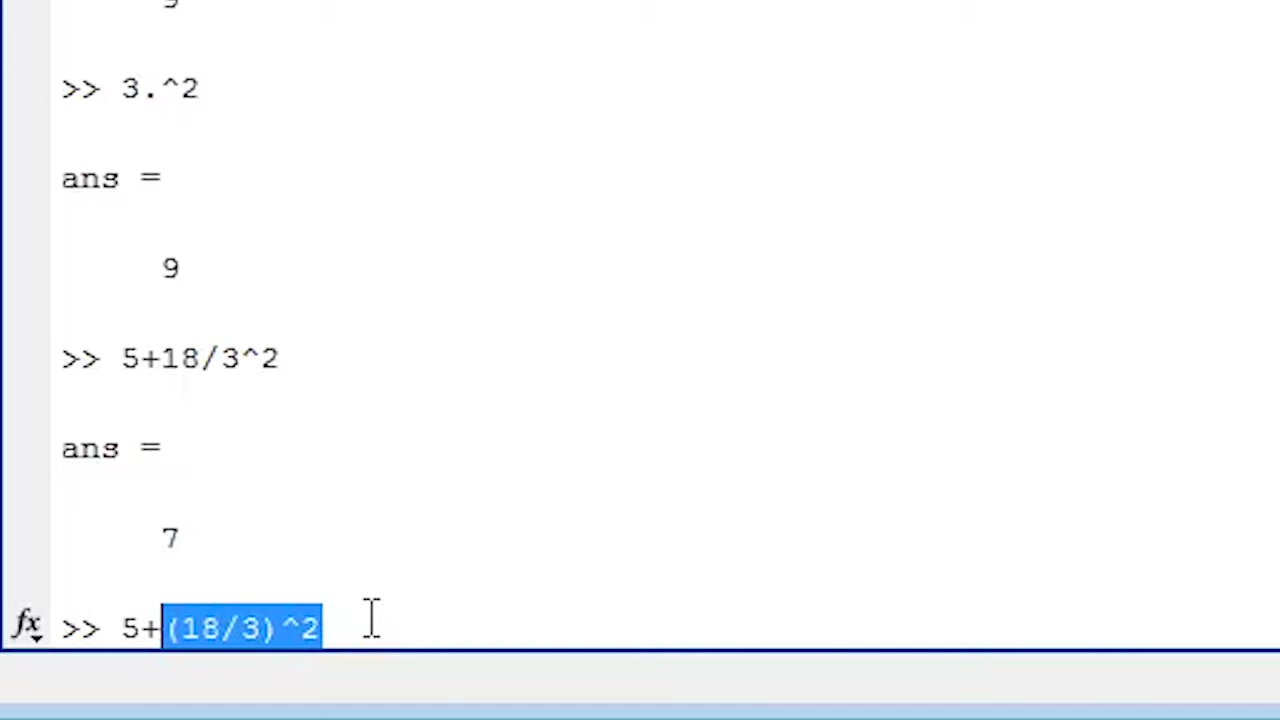 >> 3.^2
ans =
9
>> 5+18/3^2
ans =
7
fx >> 5+(18/3)^2